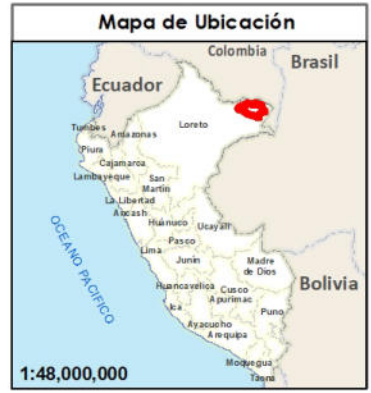 Mapa de Ubicación
Colombia
Brasil
Ecuador
Loreto
Tumbes
Amazonas
Piura
Cajamarca
Lambayeque
San
Martin
La Libertad
Ancash
Huánuco
Ucayali
Pasco
Lima
Junín
Madre
de Dios
Huancavelica
Cusco
Apurimac
Bolivia
Ica
Puno
Ayacucho
Arequipa
Moquegua
Tacna
OCEANO PACIFICO
1:48,000,000